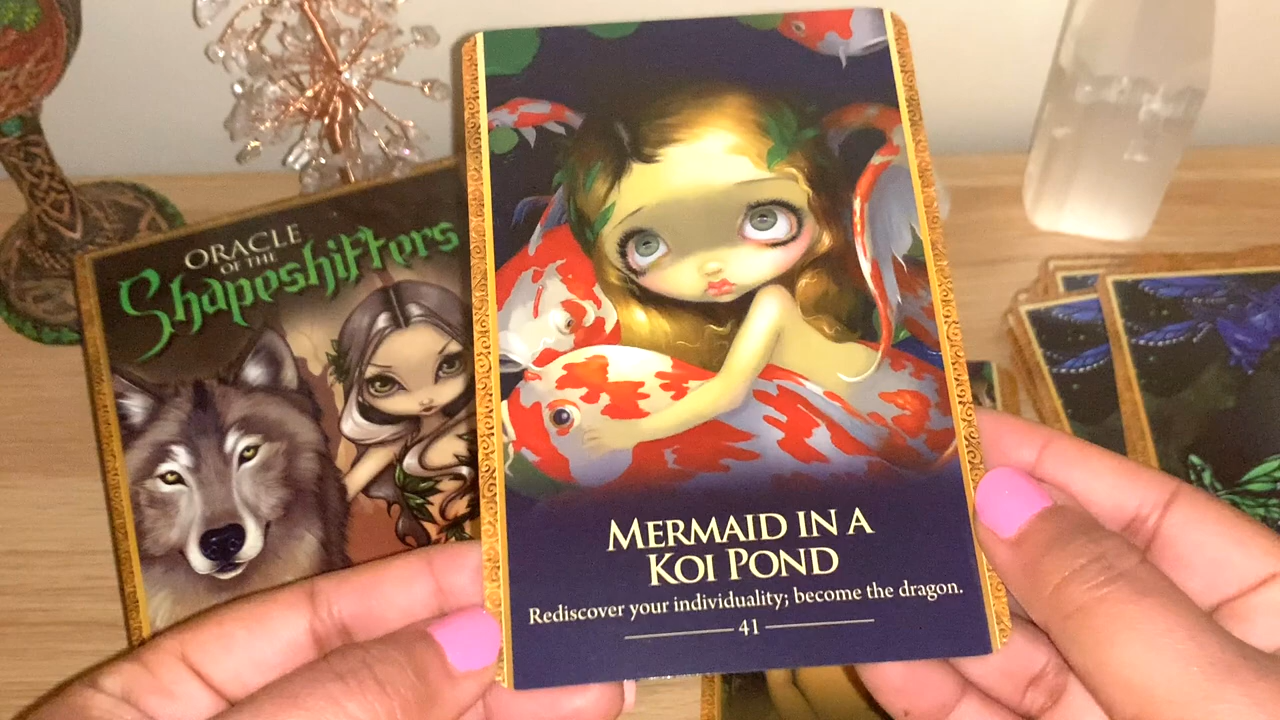 ORACLE
OF THE
Shapeshifters
MERMAID IN A
KOI POND
Rediscover your individuality; become the dragon.
41